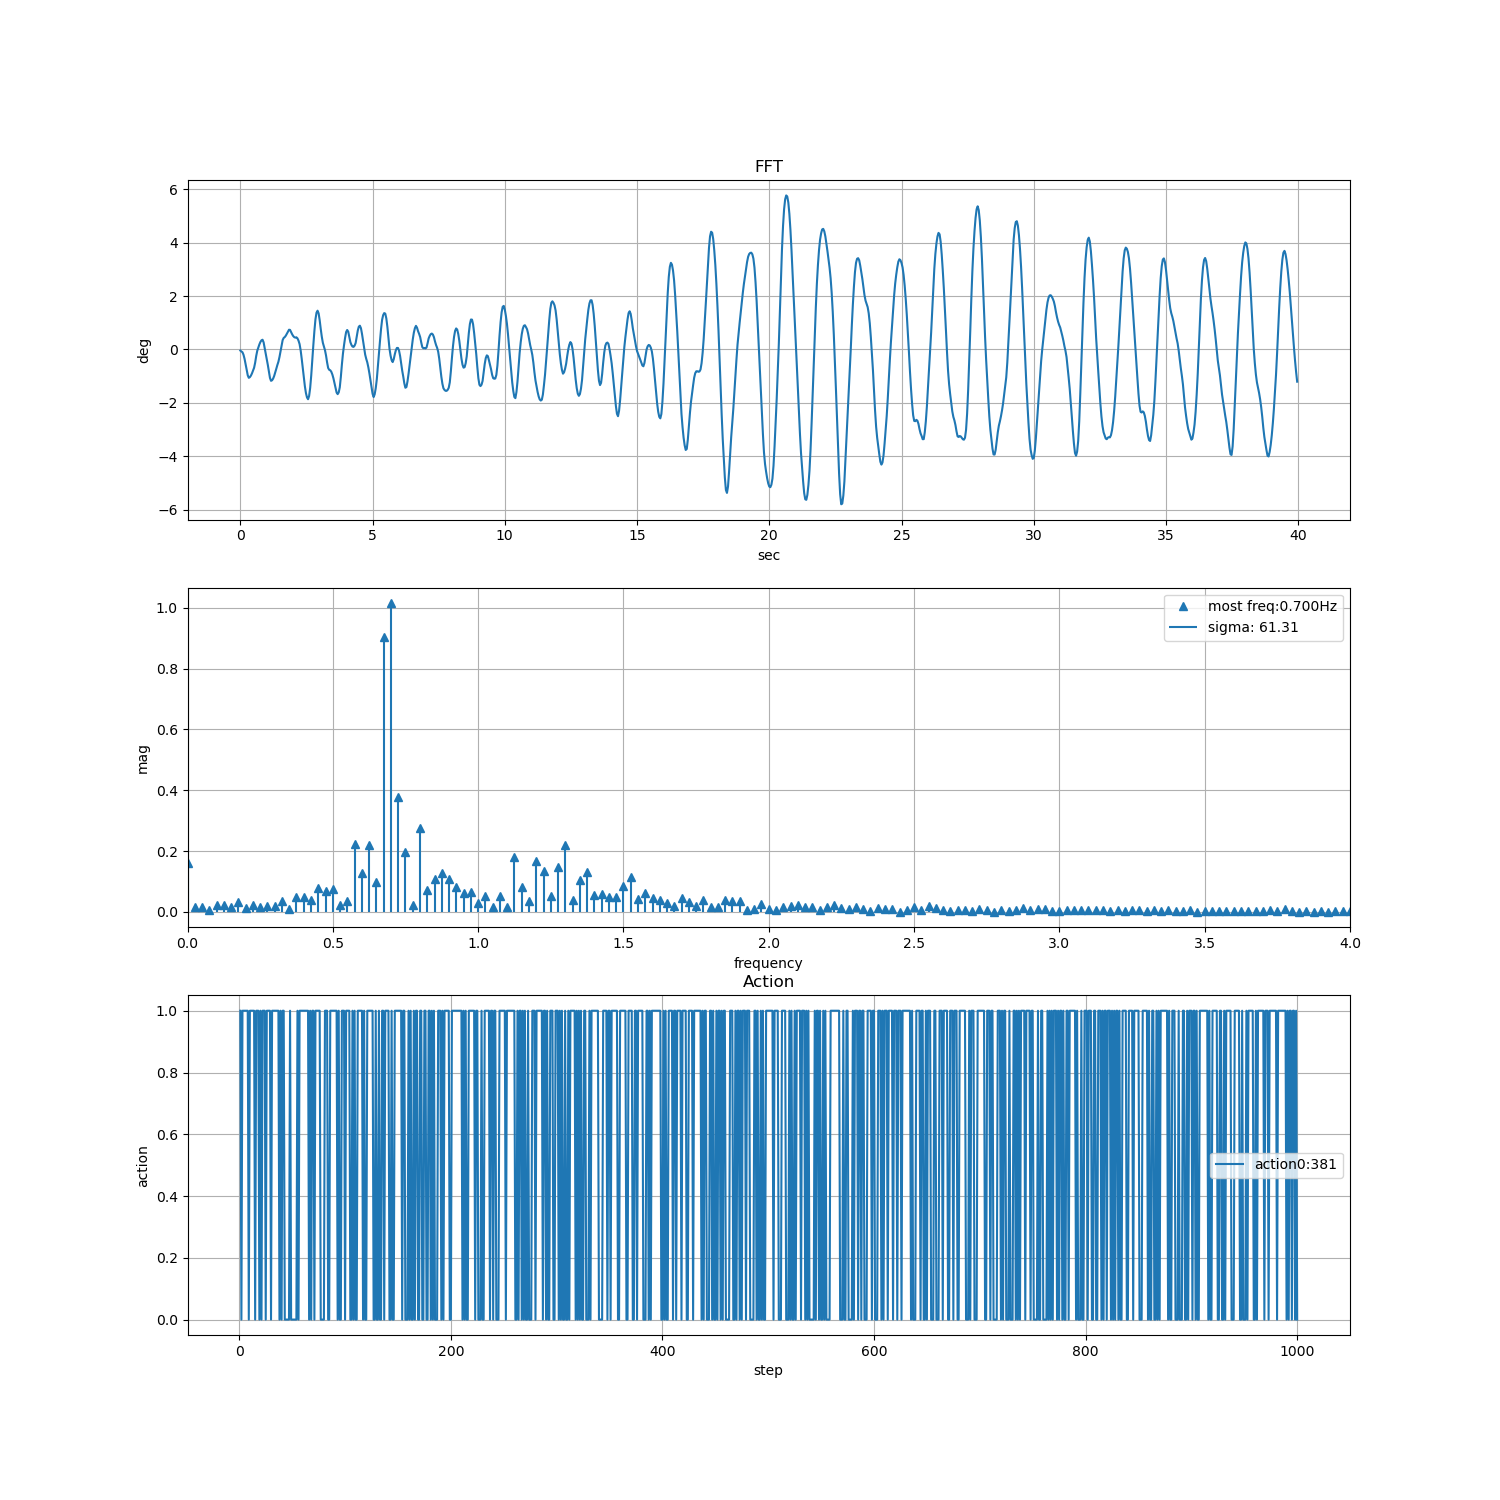 FFT
6
4
2
0
−2
−4
−6
deg
0 5 10 15 20 25 30 35 40
sec
1.0
0.8
0.6
0.4
0.2
0.0
mag
most freq:0.700Hz
sigma: 61.31
0.0 0.5 1.0 1.5 2.0 2.5 3.0 3.5 4.0
frequency
Action
1.0
0.8
0.6
0.4
0.2
0.0
action
action0:381
0 200 400 600 800 1000
step